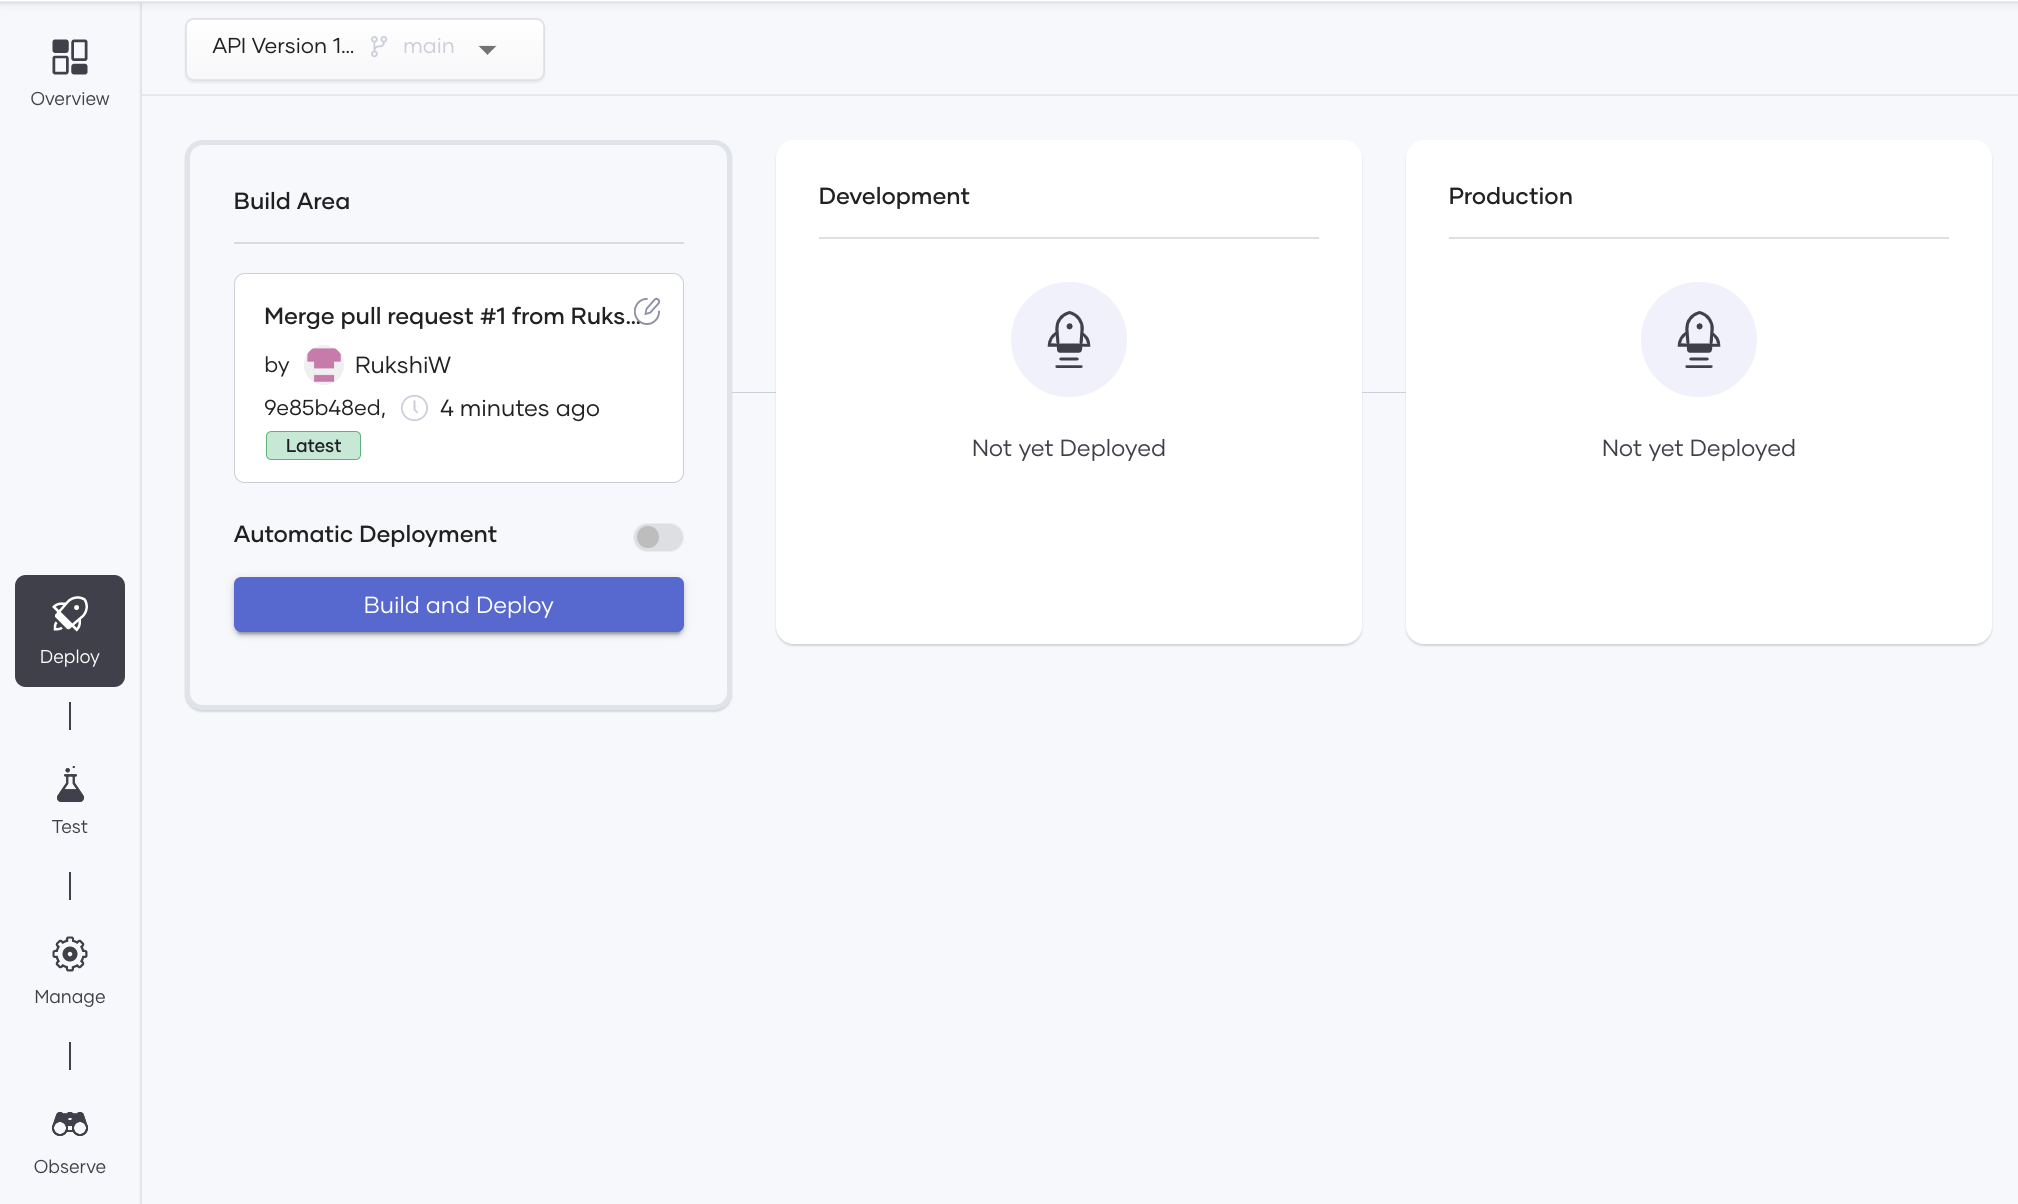 API Version 1... main
Overview
Build Area
Merge pull request #1 from Ruks...
by RukshiW
9e85b48ed, 4 minutes ago
Latest
Automatic Deployment
Build and Deploy
Development
Not yet Deployed
Production
Not yet Deployed
Deploy
Test
Manage
Observe